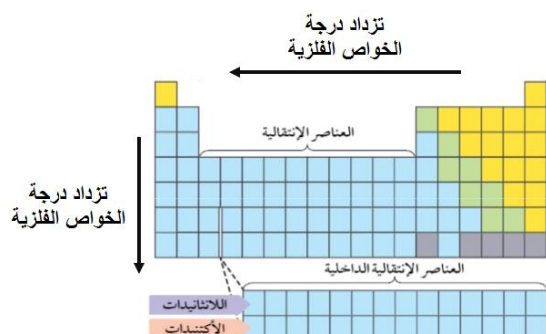 تزداد درجة
الخواص الفلزية
العناصر الإنتقالية
تزداد درجة
الخواص الفلزية
العناصر الإنتقالية الداخلية
اللانثانيدات
الأكتنيدات